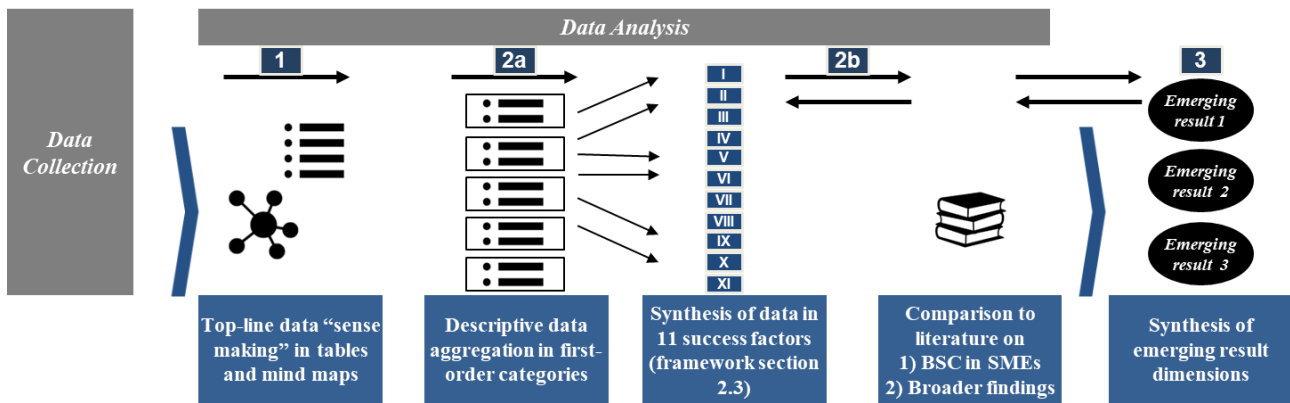 Data Analysis
Data
Collection
1
2a
2b
3
I
II
III
IV
V
VI
VII
VIII
IX
X
XI
Emerging
result 1
Emerging
result 2
Emerging
result 3
Top-line data “sense
making” in tables
and mind maps
Descriptive data
aggregation in first-
order categories
Synthesis of data in
11 success factors
(framework section
2.3)
Comparison to
literature on
1) BSC in SMEs
2) Broader findings
Synthesis of
emerging result
dimensions